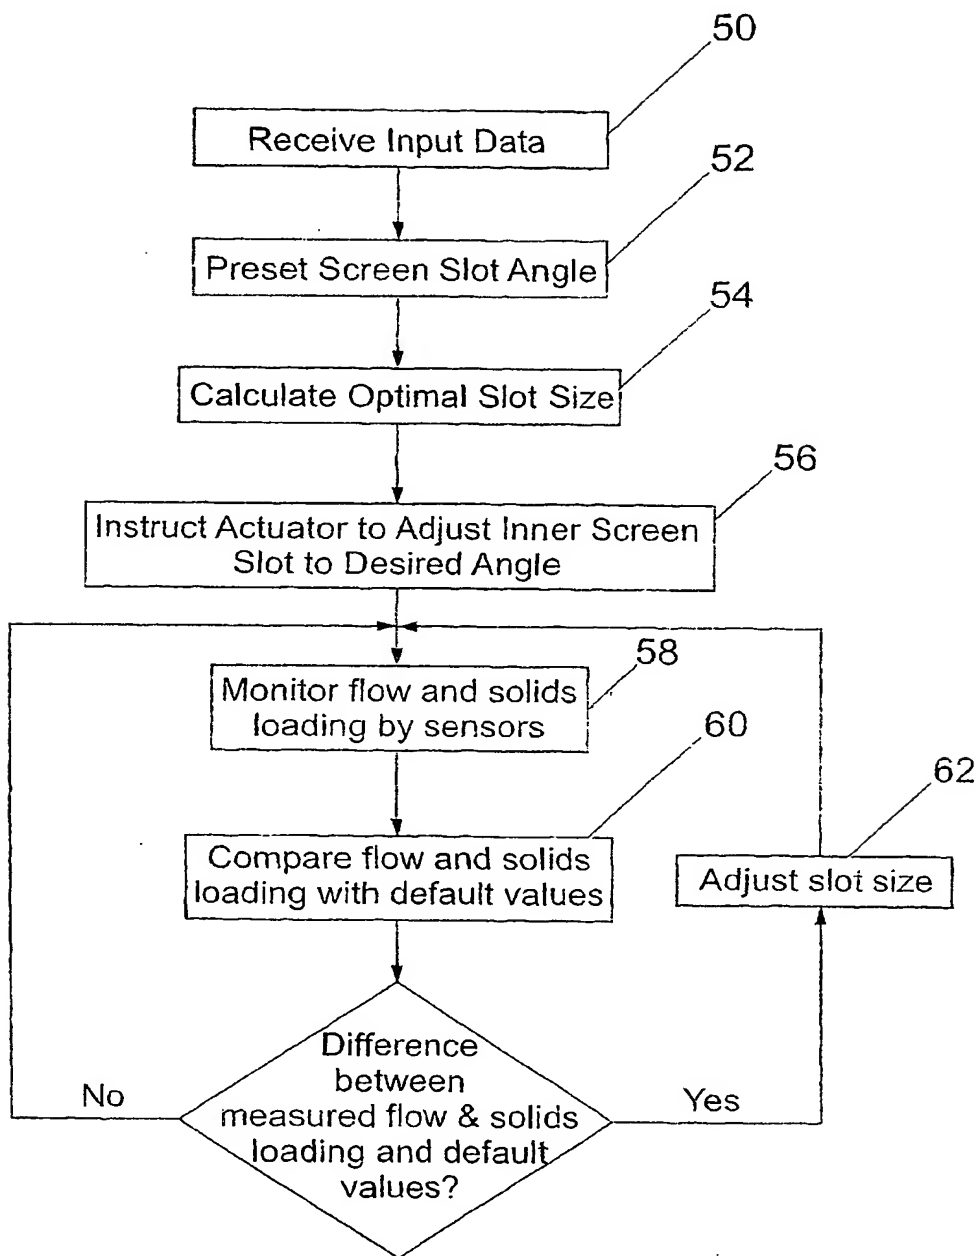 50
Receive Input Data
52
Preset Screen Slot Angle
54
Calculate Optimal Slot Size
56
Instruct Actuator to Adjust Inner Screen
Slot to Desired Angle
58
Monitor flow and solids
loading by sensors
60
Compare flow and solids
loading with default values
62
Adjust slot size
Difference
between
measured flow & solids
loading and default
values?
No
Yes